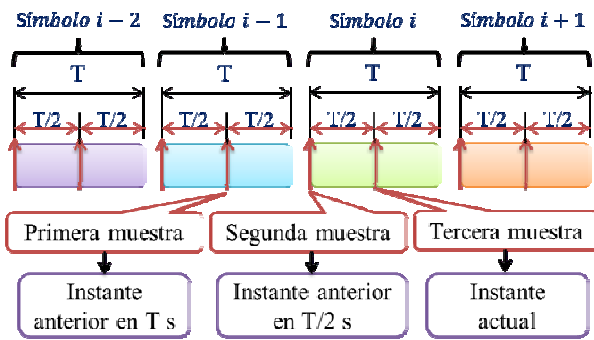 Símbolo i − 2 Símbolo i − 1 Símbolo i Símbolo i + 1
T T T T
T/2 T/2 T/2 T/2 T/2 T/2 T/2 T/2
Primera muestra Segunda muestra Tercera muestra
Instante anterior en T s
Instante anterior en T/2 s
Instante actual